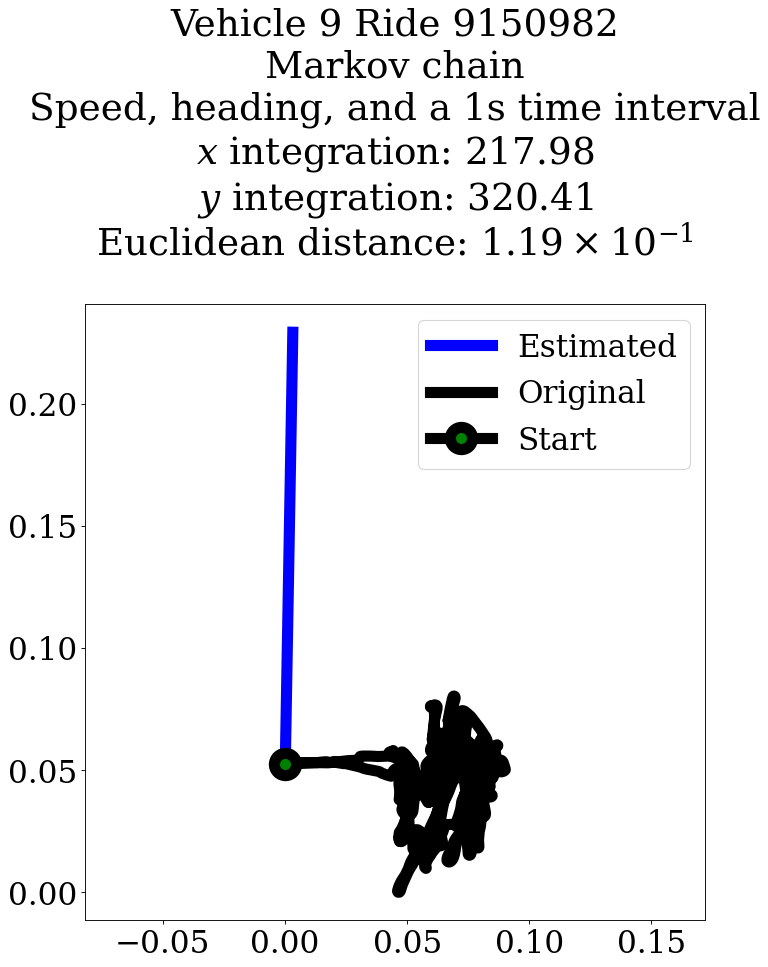 Vehicle 9 Ride 9150982
Markov chain
Speed, heading, and a 1s time interval
x integration: 217.98
y integration: 320.41
Euclidean distance: 1.19 × 10⁻¹
Estimated
Original
Start
0.20
0.15
0.10
0.05
0.00
−0.05 0.00 0.05 0.10 0.15